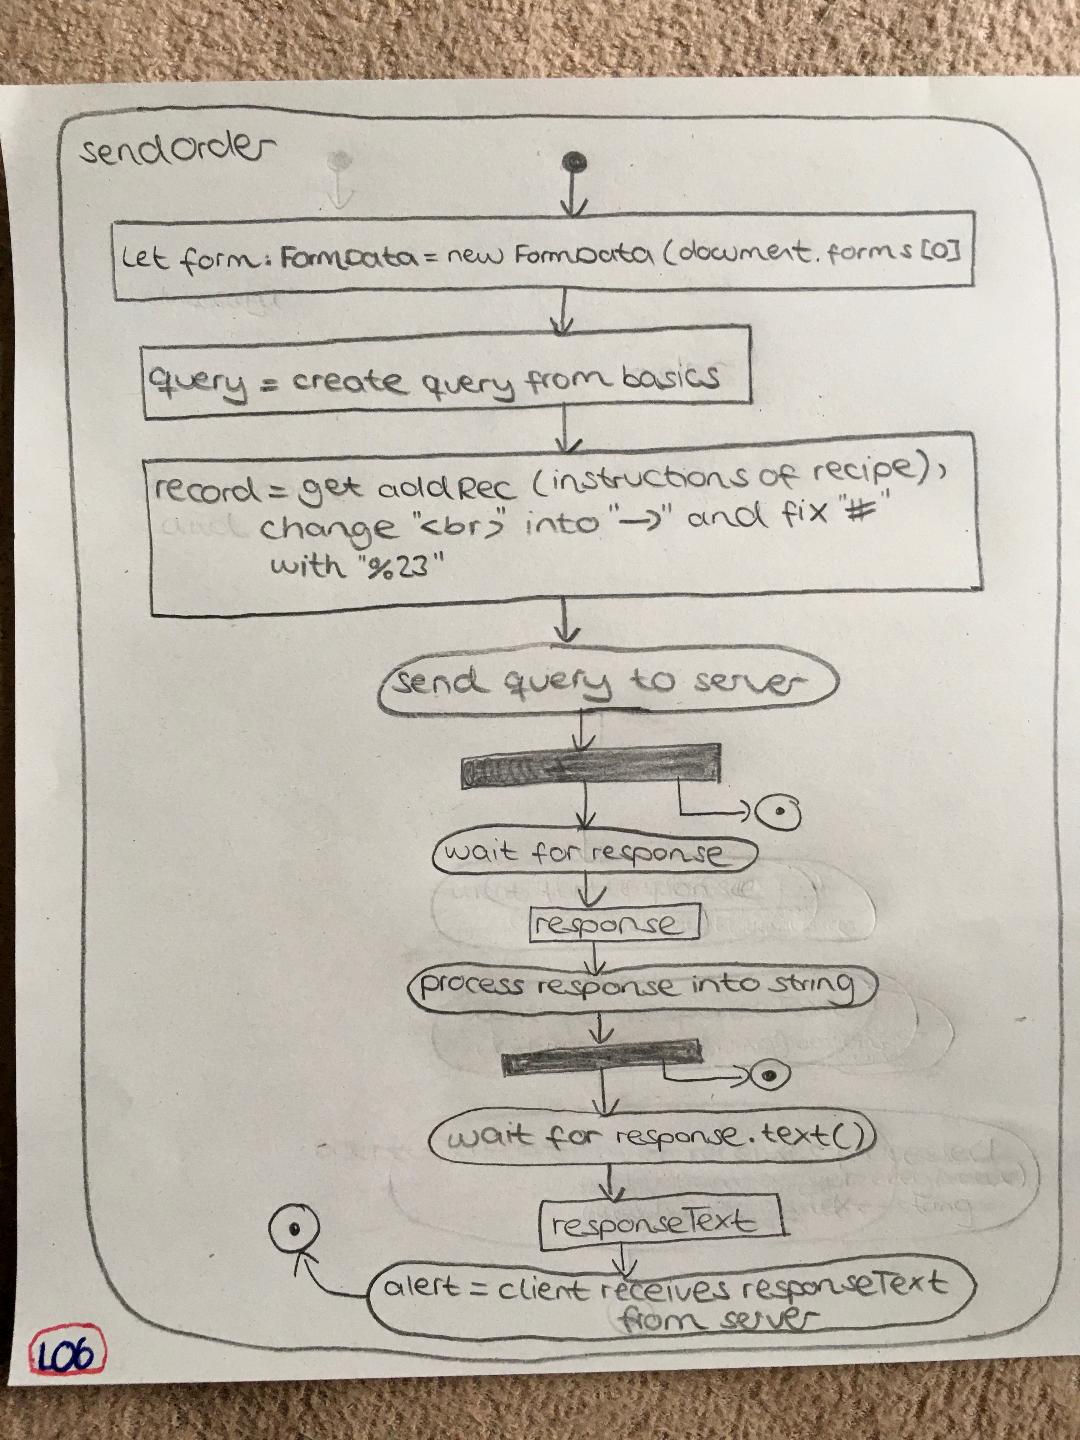 sendOrder
Let form: FormData = new FormData (document.forms [0]
query = create query from basics
record = get addRec (instructions of recipe),
change "<br>" into "→" and fix "#"
with "%23"
send query to server
wait for response
response
process response into string
wait for response.text()
responseText
alert = client receives responseText
from server
L06